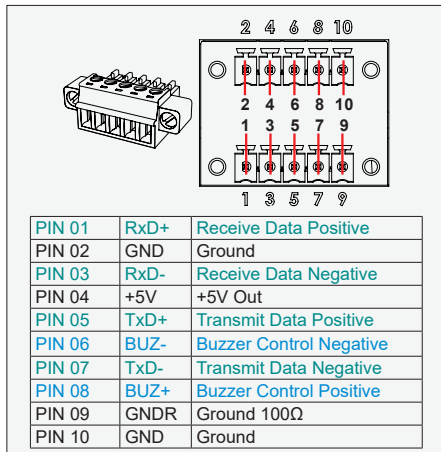 2 4 6 8 10
2 4 6 8 10
1 3 5 7 9
1 3 5 7 9
PIN 01 RxD+ Receive Data Positive
PIN 02 GND Ground
PIN 03 RxD- Receive Data Negative
PIN 04 +5V +5V Out
PIN 05 TxD+ Transmit Data Positive
PIN 06 BUZ- Buzzer Control Negative
PIN 07 TxD- Transmit Data Negative
PIN 08 BUZ+ Buzzer Control Positive
PIN 09 GNDR Ground 100Ω
PIN 10 GND Ground